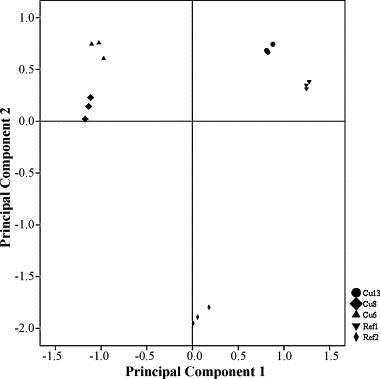 Principal Component 2
1.0
0.5
0.0
-0.5
-1.0
-1.5
-2.0
-1.5 -1.0 -0.5 0.0 0.5 1.0 1.5
Principal Component 1
Cu13
Cu8
Cu6
Ref1
Ref2